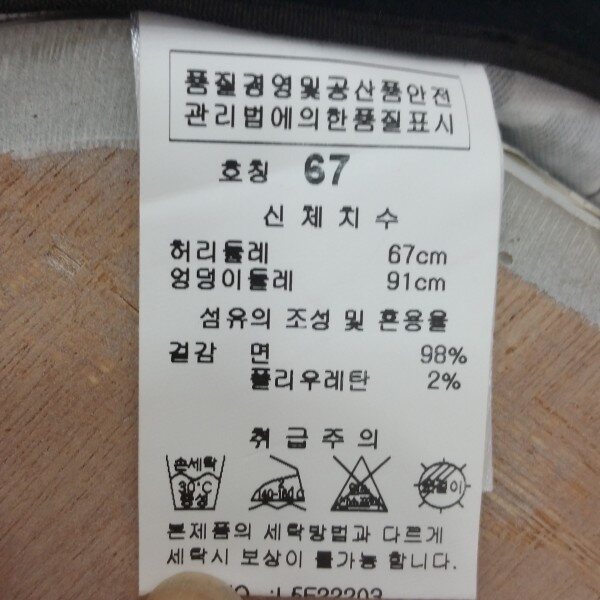 품질경영및공산품안전
관리법에의한품질표시
호칭 67
신체치수
허리둘레 67cm
엉덩이둘레 91cm
섬유의 조성 및 혼용율
겉감 면 98%
폴리우레탄 2%
취급주의
손세탁
30°C
중성
본제품의 세탁방법과 다르게
세탁시 보상이 불가능 합니다.